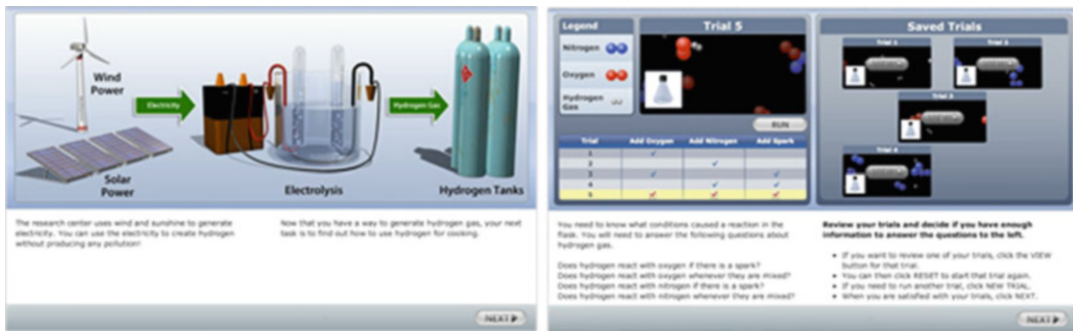 Wind
Power
Electricity
Hydrogen Gas
Solar
Power
Electrolysis
Hydrogen Tanks
The research center uses wind and sunshine to generate
electricity. You can use the electricity to create hydrogen
without producing any pollution!
Now that you have a way to generate hydrogen gas, your next
task is to find out how to use hydrogen for cooking.
NEXT
Legend
Nitrogen
Oxygen
Hydrogen
Gas
Trial 5
RUN
Trial Add Oxygen Add Nitrogen Add Spark
1 ✓
2 ✓
3 ✓ ✓
4 ✓ ✓
5 ✓ ✓ ✓
Saved Trials
Trial 1
Trial 2
Trial 3
Trial 4
You need to know what conditions caused a reaction in the
flask. You will need to answer the following questions about
hydrogen gas.
Does hydrogen react with oxygen if there is a spark?
Does hydrogen react with oxygen whenever they are mixed?
Does hydrogen react with nitrogen if there is a spark?
Does hydrogen react with nitrogen whenever they are mixed?
Review your trials and decide if you have enough
information to answer the questions to the left.
• If you want to review one of your trials, click the VIEW
button for that trial.
• You can then click RESET to start that trial again.
• If you need to run another trial, click NEW TRIAL.
• When you are satisfied with your trials, click NEXT.
NEXT